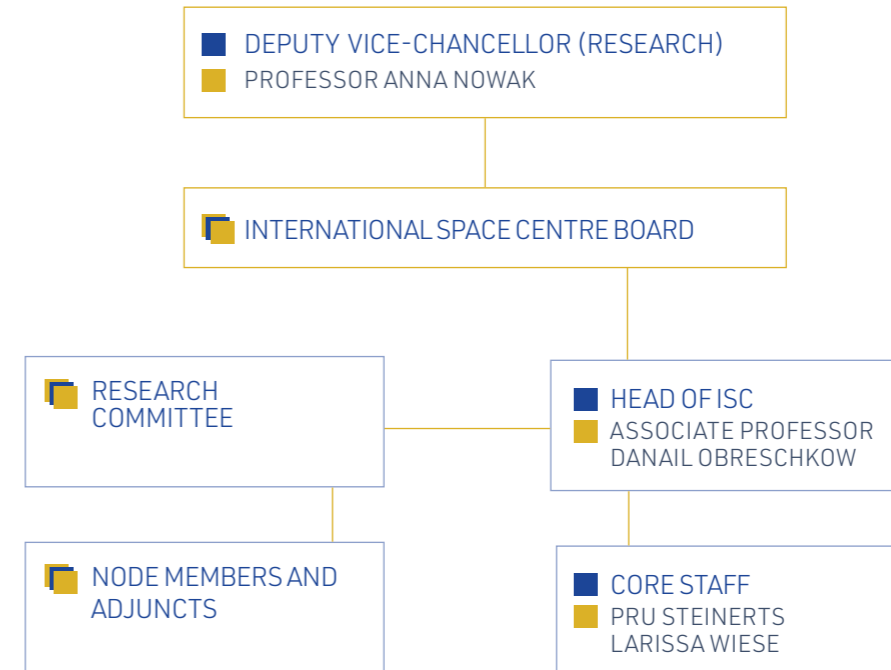 DEPUTY VICE-CHANCELLOR (RESEARCH)
PROFESSOR ANNA NOWAK
INTERNATIONAL SPACE CENTRE BOARD
RESEARCH
COMMITTEE
HEAD OF ISC
ASSOCIATE PROFESSOR
DANAIL OBRESCHKOW
NODE MEMBERS AND
ADJUNCTS
CORE STAFF
PRU STEINERTS
LARISSA WIESE